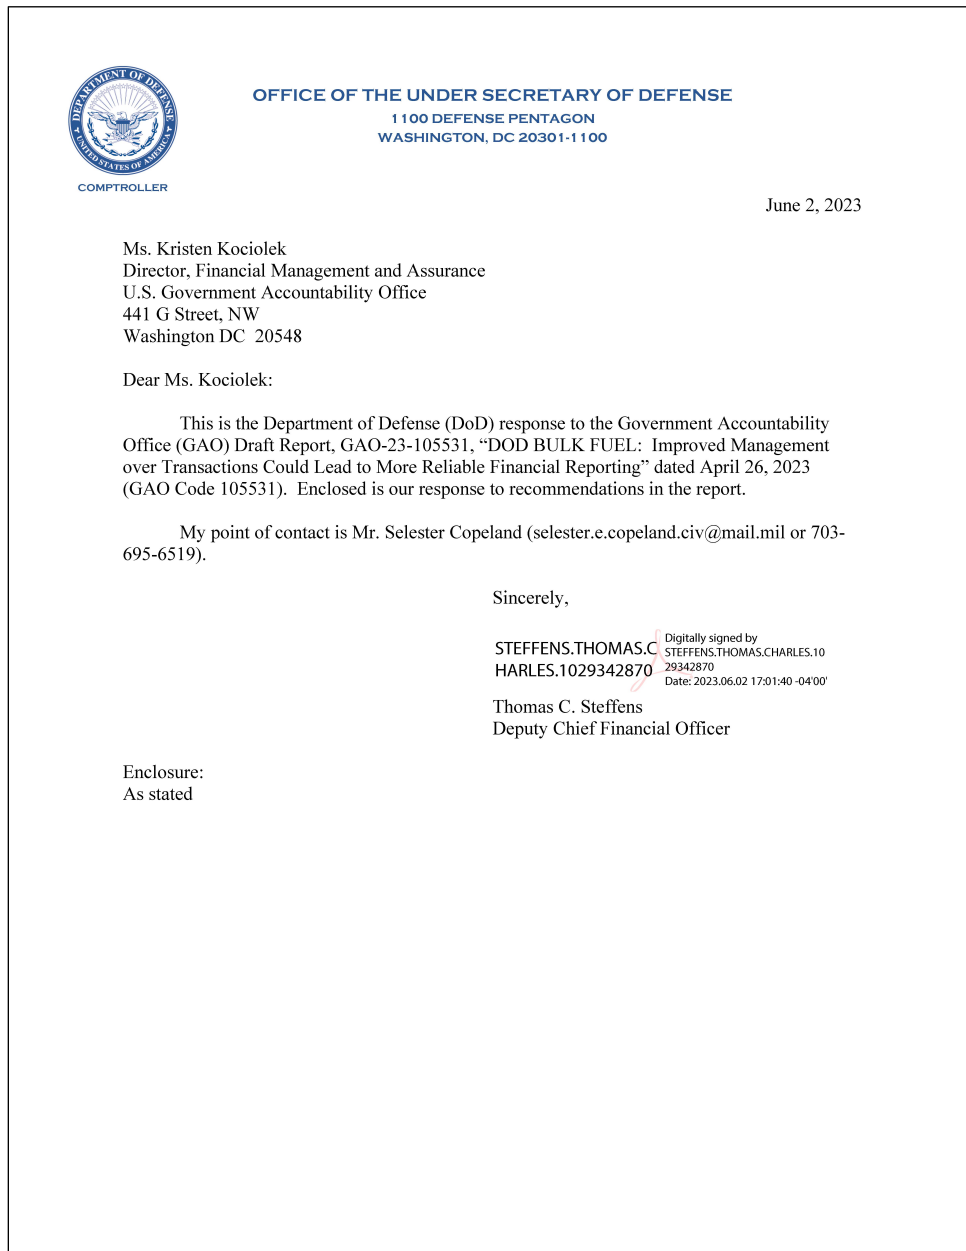 DEPARTMENT OF DEFENSE
UNITED STATES OF AMERICA
COMPTROLLER
OFFICE OF THE UNDER SECRETARY OF DEFENSE
1100 DEFENSE PENTAGON
WASHINGTON, DC 20301-1100
June 2, 2023
Ms. Kristen Kociolek
Director, Financial Management and Assurance
U.S. Government Accountability Office
441 G Street, NW
Washington DC  20548
Dear Ms. Kociolek:
This is the Department of Defense (DoD) response to the Government Accountability
Office (GAO) Draft Report, GAO-23-105531, “DOD BULK FUEL:  Improved Management
over Transactions Could Lead to More Reliable Financial Reporting” dated April 26, 2023
(GAO Code 105531).  Enclosed is our response to recommendations in the report.
My point of contact is Mr. Selester Copeland (selester.e.copeland.civ@mail.mil or 703-
695-6519).
Sincerely,
STEFFENS.THOMAS.C
HARLES.1029342870
Digitally signed by
STEFFENS.THOMAS.CHARLES.10
29342870
Date: 2023.06.02 17:01:40 -04'00'
Thomas C. Steffens
Deputy Chief Financial Officer
Enclosure:
As stated